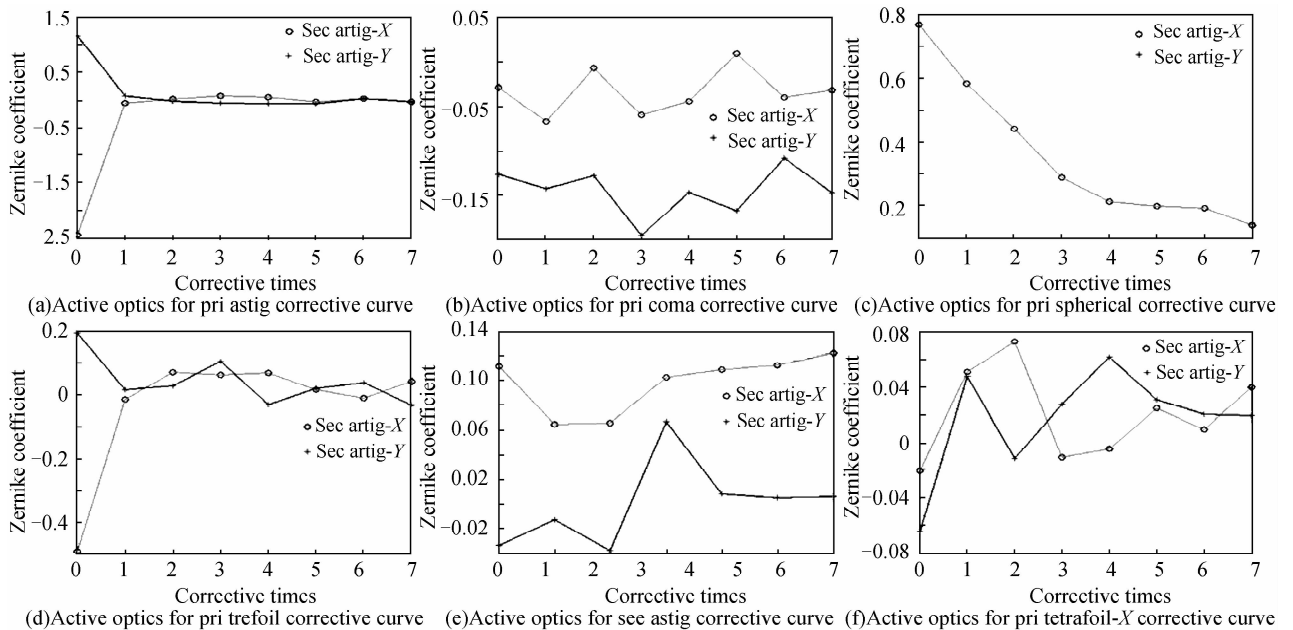 1.5
0.5
−0.5
−1.5
2.5
Zernike coefficient
Sec artig-X
Sec artig-Y
0 1 2 3 4 5 6 7
Corrective times
(a)Active optics for pri astig corrective curve
0.05
−0.05
−0.15
Zernike coefficient
Sec artig-X
Sec artig-Y
0 1 2 3 4 5 6 7
Corrective times
(b)Active optics for pri coma corrective curve
0.8
0.6
0.4
0.2
Zernike coefficient
Sec artig-X
Sec artig-Y
0 1 2 3 4 5 6 7
Corrective times
(c)Active optics for pri spherical corrective curve
0.2
0
−0.2
−0.4
Zernike coefficient
Sec artig-X
Sec artig-Y
0 1 2 3 4 5 6 7
Corrective times
(d)Active optics for pri trefoil corrective curve
0.14
0.10
0.06
0.02
−0.02
Zernike coefficient
Sec artig-X
Sec artig-Y
0 1 2 3 4 5 6 7
Corrective times
(e)Active optics for see astig corrective curve
0.08
0.04
0
−0.04
−0.08
Zernike coefficient
Sec artig-X
Sec artig-Y
0 1 2 3 4 5 6 7
Corrective times
(f)Active optics for pri tetrafoil-X corrective curve